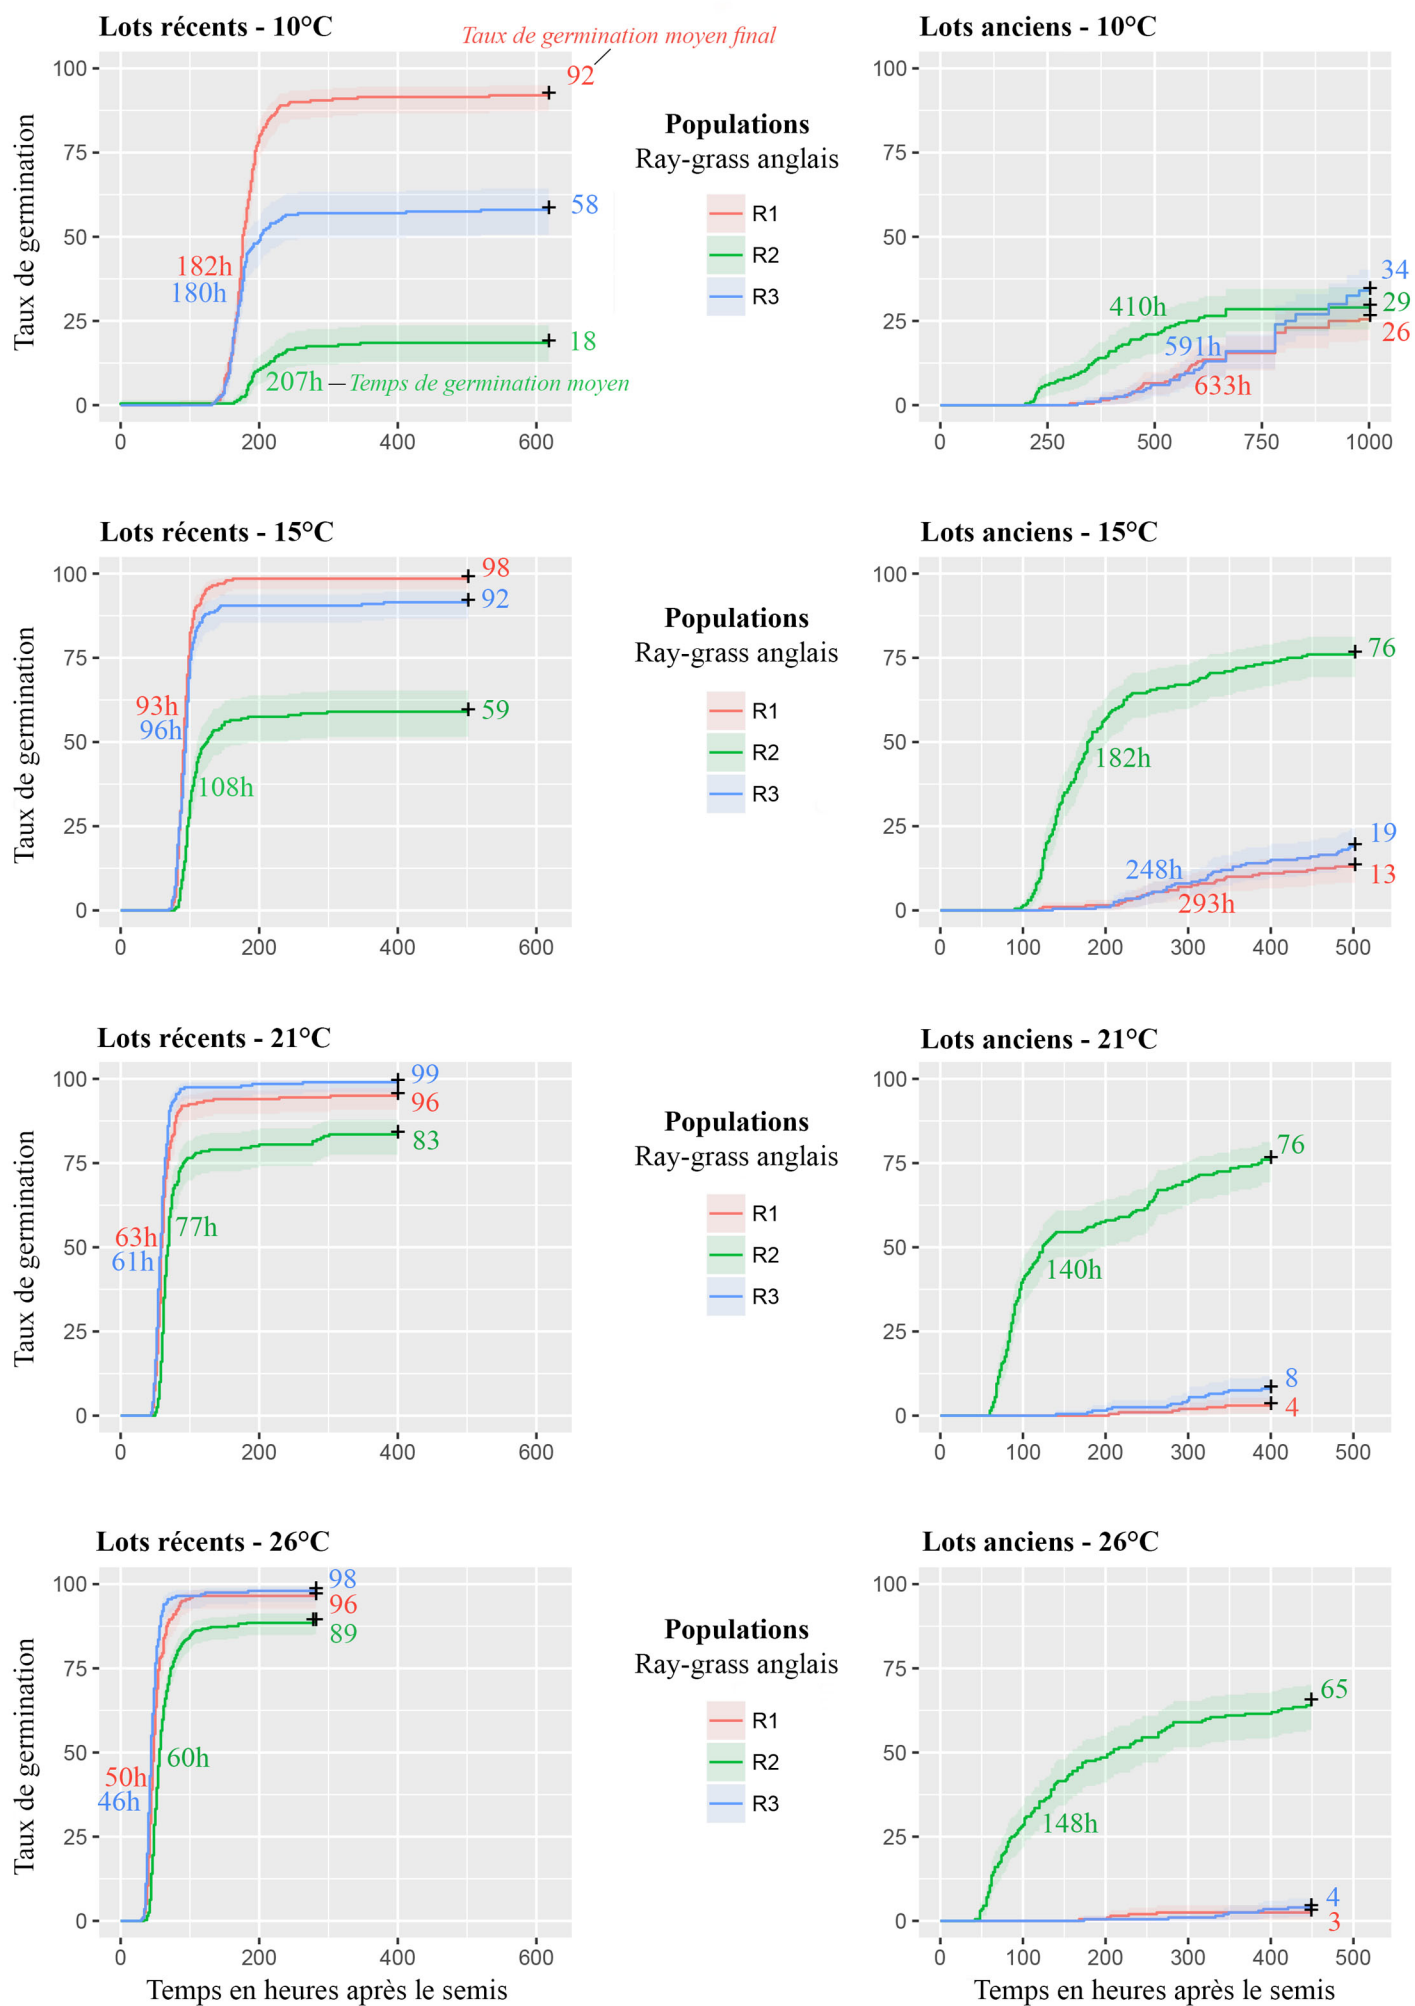 Lots récents - 10°C
Taux de germination moyen final
Taux de germination
100
75
50
25
0
0 200 400 600
92
58
18
182h
180h
207h
Temps de germination moyen
Populations
Ray-grass anglais
R1
R2
R3
Lots anciens - 10°C
100
75
50
25
0
0 250 500 750 1000
34
29
26
410h
591h
633h
Lots récents - 15°C
Taux de germination
100
75
50
25
0
0 200 400 600
98
92
59
93h
96h
108h
Populations
Ray-grass anglais
R1
R2
R3
Lots anciens - 15°C
100
75
50
25
0
0 100 200 300 400 500
76
19
13
182h
248h
293h
Lots récents - 21°C
Taux de germination
100
75
50
25
0
0 200 400 600
99
96
83
63h
61h
77h
Populations
Ray-grass anglais
R1
R2
R3
Lots anciens - 21°C
100
75
50
25
0
0 100 200 300 400 500
76
8
4
140h
Lots récents - 26°C
Taux de germination
100
75
50
25
0
0 200 400 600
98
96
89
50h
46h
60h
Temps en heures après le semis
Populations
Ray-grass anglais
R1
R2
R3
Lots anciens - 26°C
100
75
50
25
0
0 100 200 300 400 500
65
4
3
148h
Temps en heures après le semis